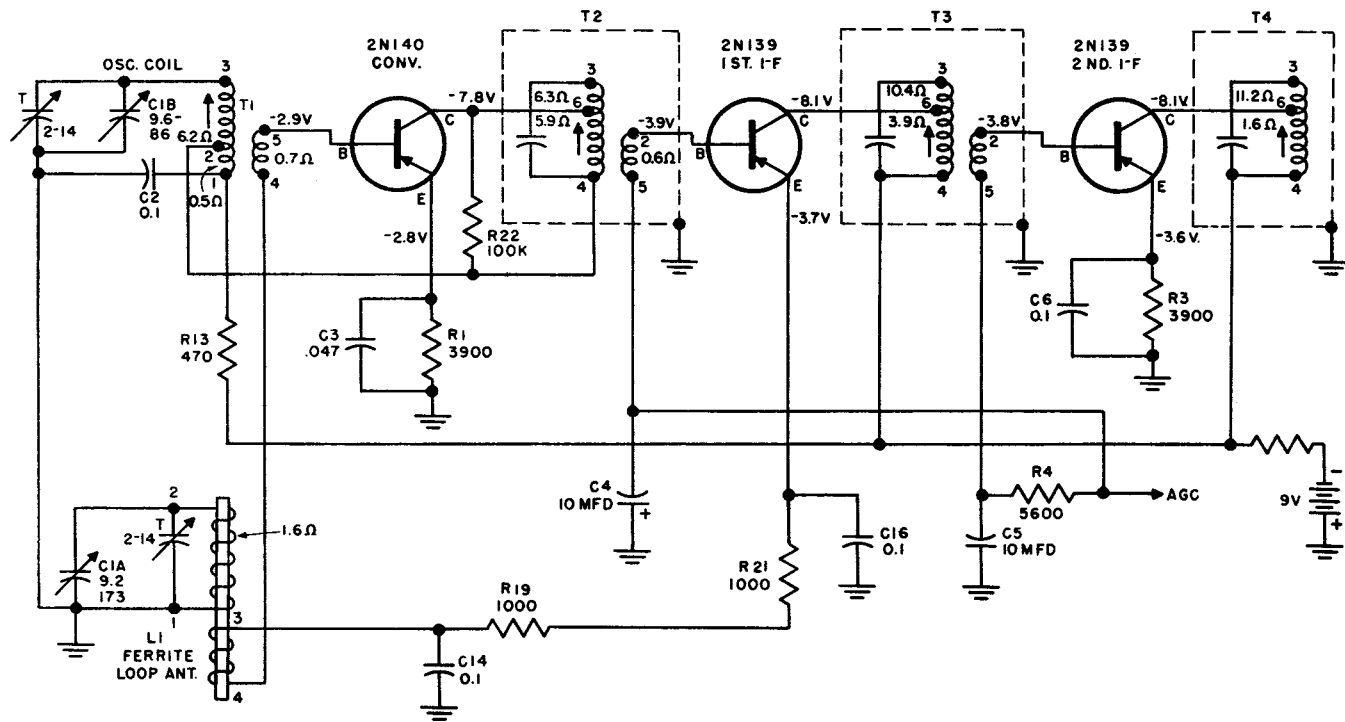 T2
T3
T4
2N140
CONV.
2N139
1ST. I-F
2N139
2ND. I-F
OSC. COIL
3
T
C1B
9.6-
86
2-14
T1
6.2Ω
2
1
0.5Ω
C2
0.1
5
0.7Ω
4
-2.9V
B
C
E
-7.8V
-2.8V
R22
100K
3
6.3Ω
6
5.9Ω
4
2
0.6Ω
5
-3.9V
B
C
E
-8.1V
-3.7V
3
10.4Ω
6
3.9Ω
4
2
5
-3.8V
B
C
E
-8.1V
-3.6V.
3
11.2Ω
6
1.6Ω
4
R13
470
C3
.047
R1
3900
C6
0.1
R3
3900
C4
10 MFD
+
R4
5600
AGC
C5
10 MFD
C16
0.1
R21
1000
9V
-
+
2
T
2-14
1.6Ω
C1A
9.2
173
1
3
L1
FERRITE
LOOP ANT.
4
R19
1000
C14
0.1